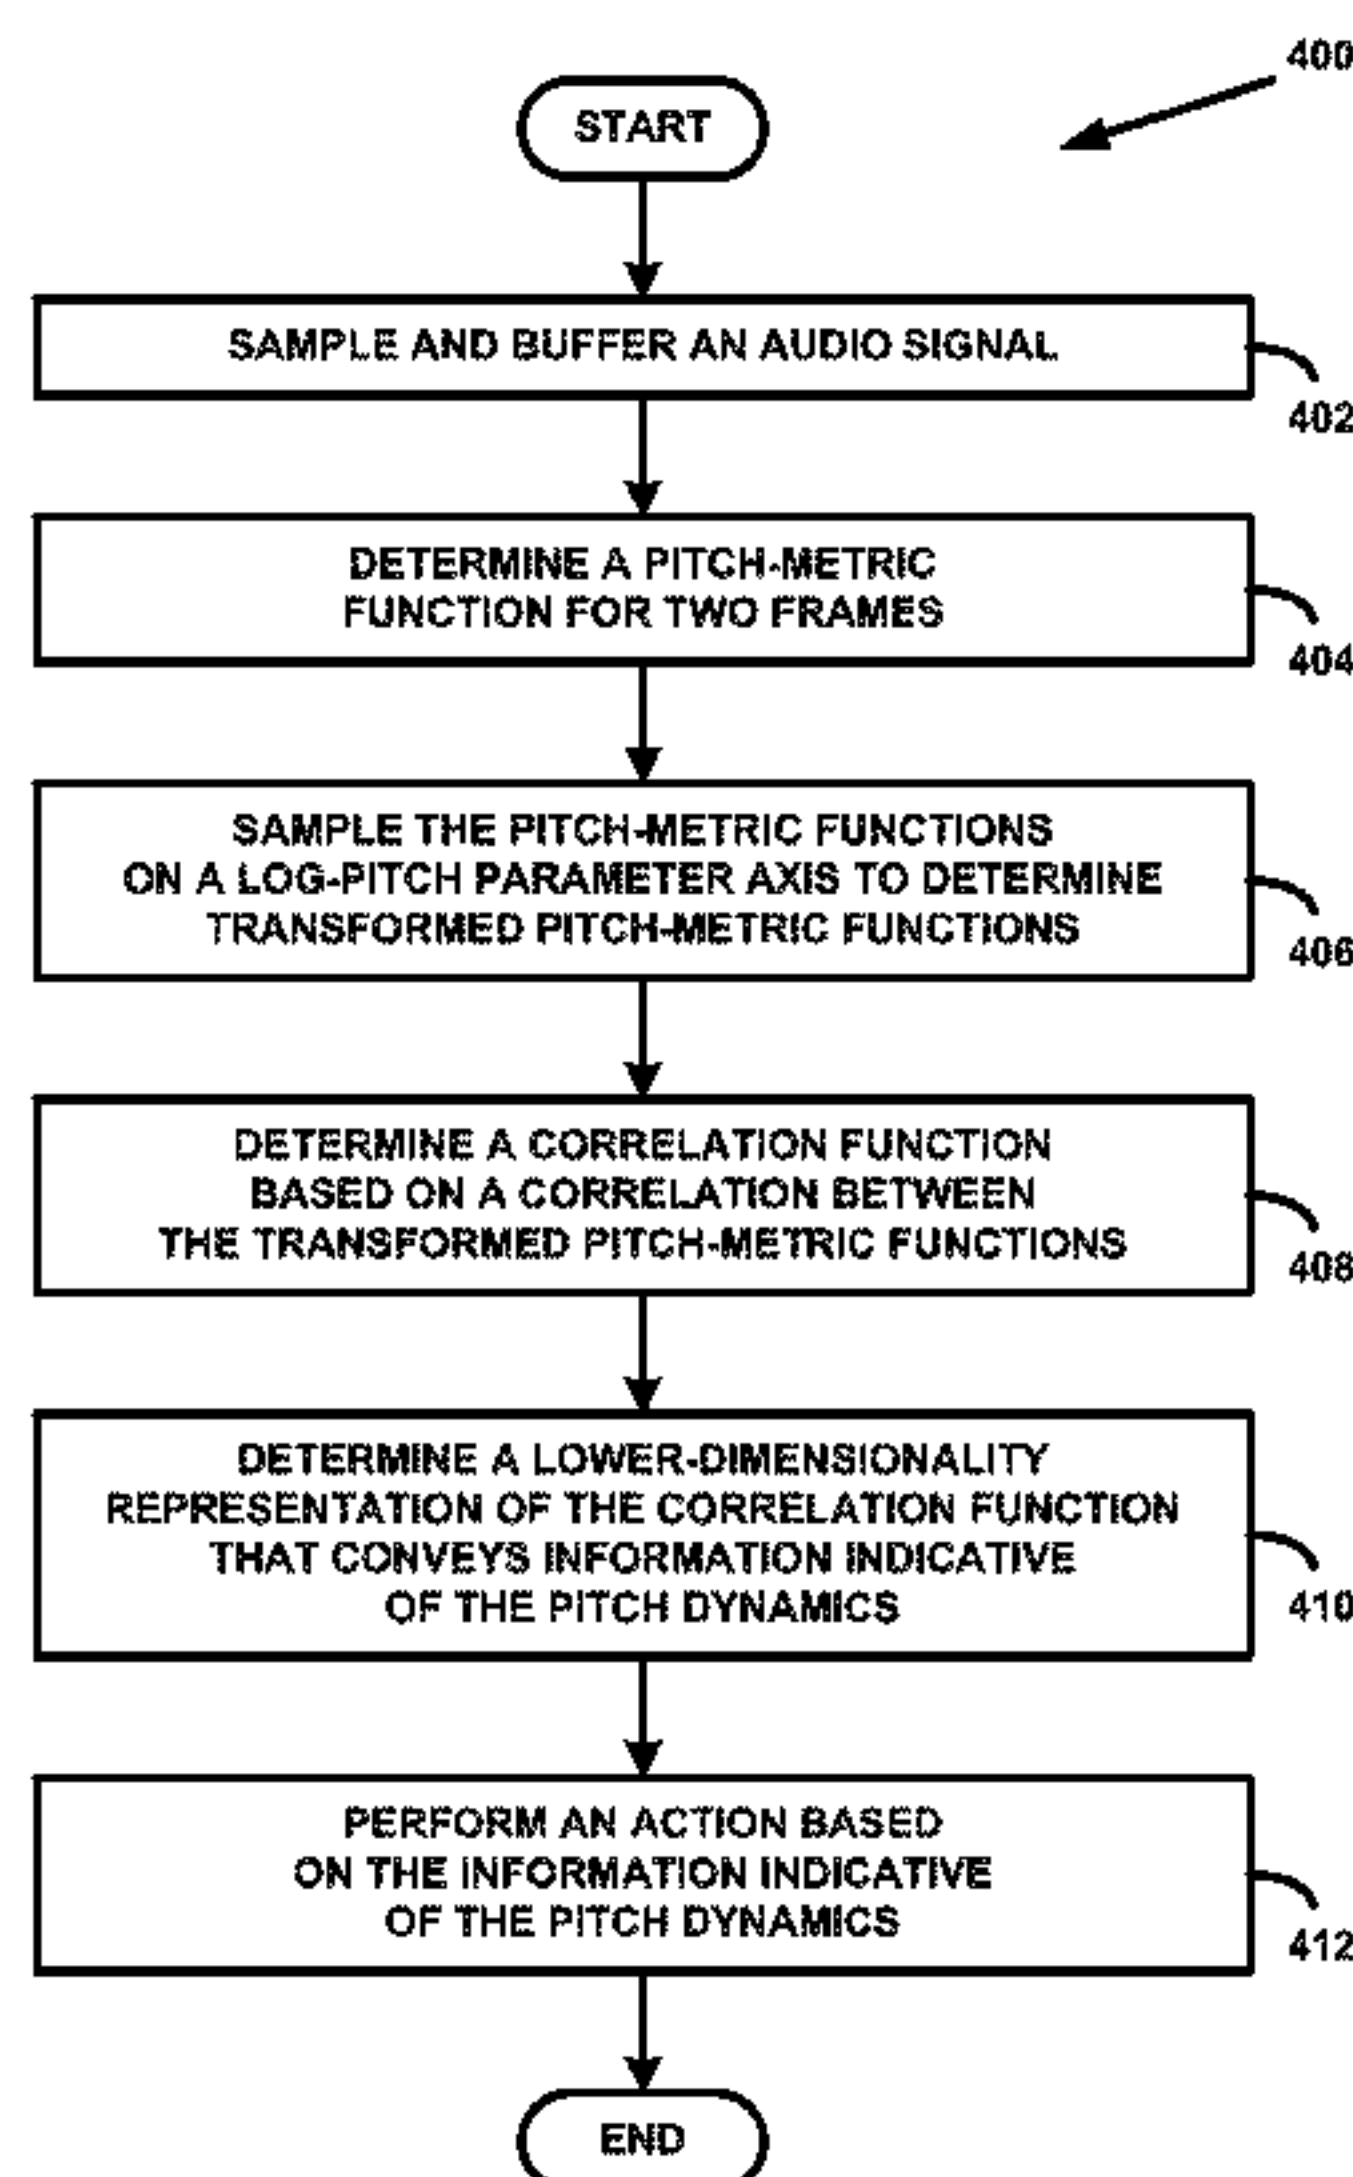 400
START
SAMPLE AND BUFFER AN AUDIO SIGNAL
402
DETERMINE A PITCH-METRIC
FUNCTION FOR TWO FRAMES
404
SAMPLE THE PITCH-METRIC FUNCTIONS
ON A LOG-PITCH PARAMETER AXIS TO DETERMINE
TRANSFORMED PITCH-METRIC FUNCTIONS
406
DETERMINE A CORRELATION FUNCTION
BASED ON A CORRELATION BETWEEN
THE TRANSFORMED PITCH-METRIC FUNCTIONS
408
DETERMINE A LOWER-DIMENSIONALITY
REPRESENTATION OF THE CORRELATION FUNCTION
THAT CONVEYS INFORMATION INDICATIVE
OF THE PITCH DYNAMICS
410
PERFORM AN ACTION BASED
ON THE INFORMATION INDICATIVE
OF THE PITCH DYNAMICS
412
END